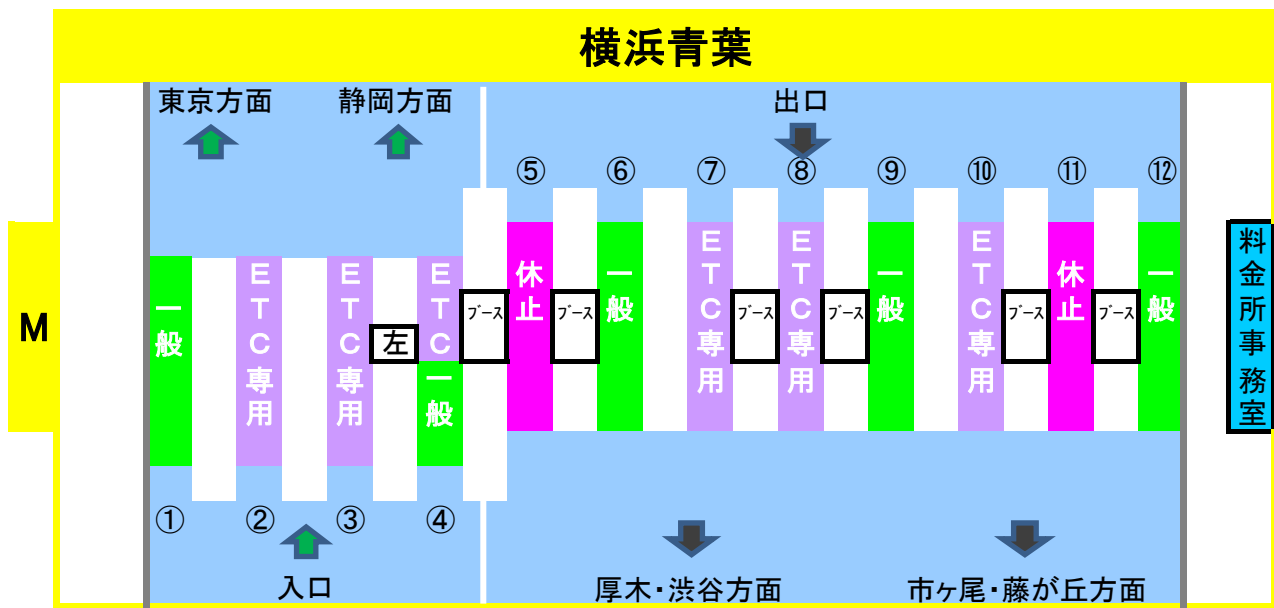 横浜青葉
東京方面
静岡方面
出口
⑤
⑥
⑦
⑧
⑨
⑩
⑪
⑫
M
一般
ETC専用
ETC専用
左
ETC
一般
ブース
休止
ブース
一般
ETC専用
ブース
ETC専用
ブース
一般
ETC専用
ブース
休止
ブース
一般
料金所事務室
①
②
③
④
入口
厚木・渋谷方面
市ヶ尾・藤が丘方面